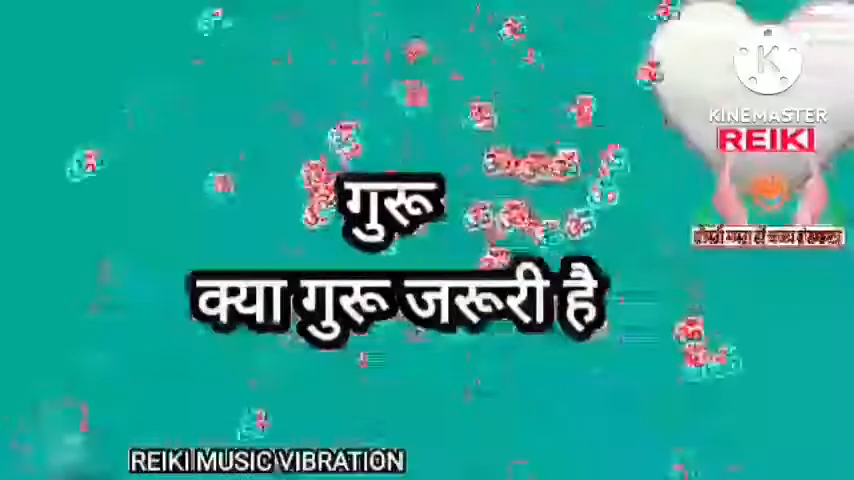 KINEMASTER
REIKI
गुरू
क्या गुरू जरूरी है
REIKI MUSIC VIBRATION